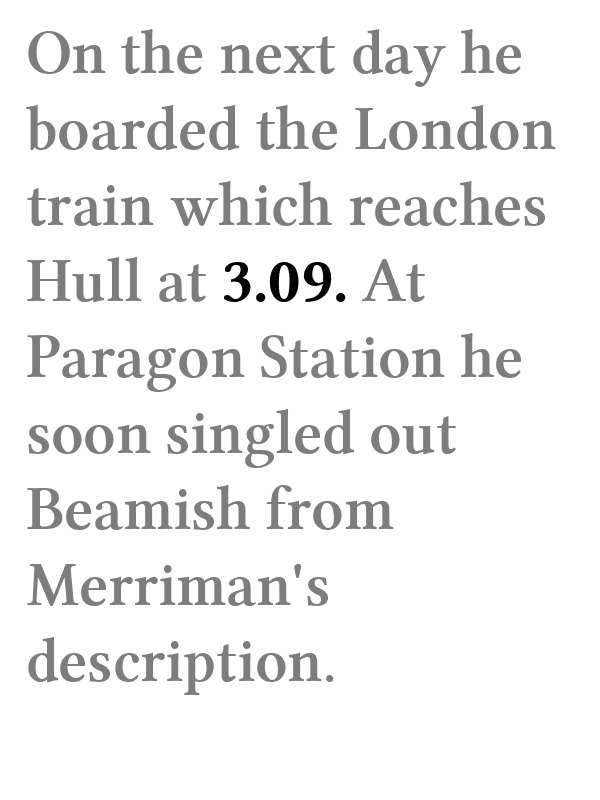 On the next day he
boarded the London
train which reaches
Hull at 3.09. At
Paragon Station he
soon singled out
Beamish from
Merriman's
description.